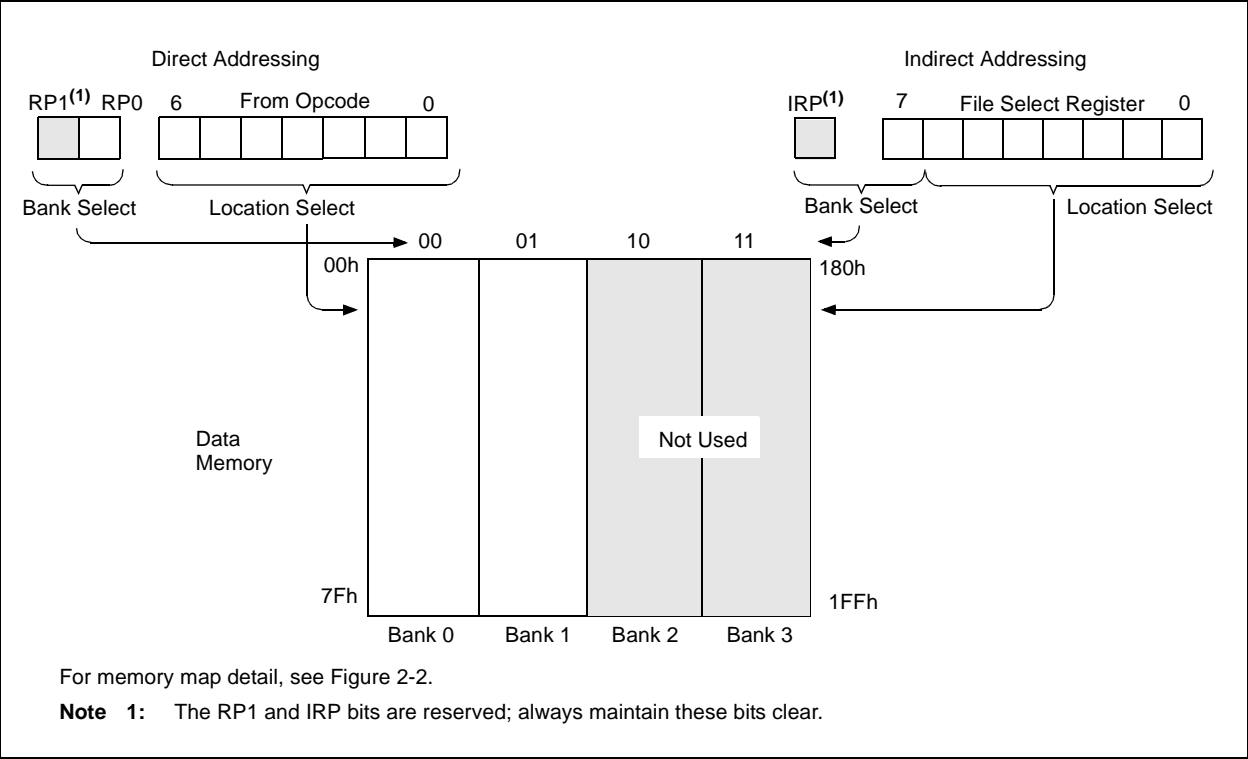 Direct Addressing
Indirect Addressing
RP1(1) RP0 6 From Opcode 0
IRP(1) 7 File Select Register 0
Bank Select Location Select
Bank Select Location Select
00 01 10 11
00h 180h
Data
Memory
Not Used
7Fh 1FFh
Bank 0 Bank 1 Bank 2 Bank 3
For memory map detail, see Figure 2-2.
Note 1: The RP1 and IRP bits are reserved; always maintain these bits clear.